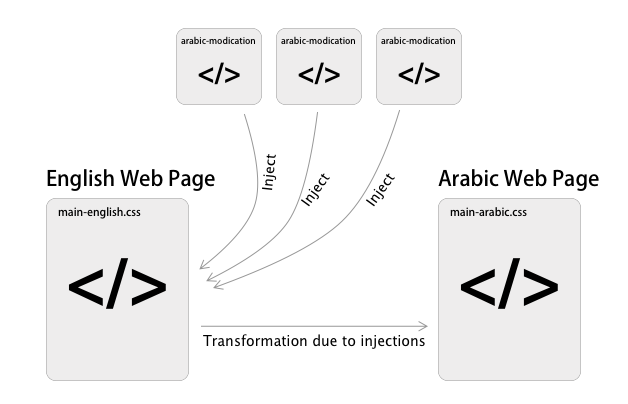 arabic-modication
arabic-modication
arabic-modication
</>
</>
</>
Inject
Inject
Inject
English Web Page
Arabic Web Page
main-english.css
main-arabic.css
</>
</>
Transformation due to injections